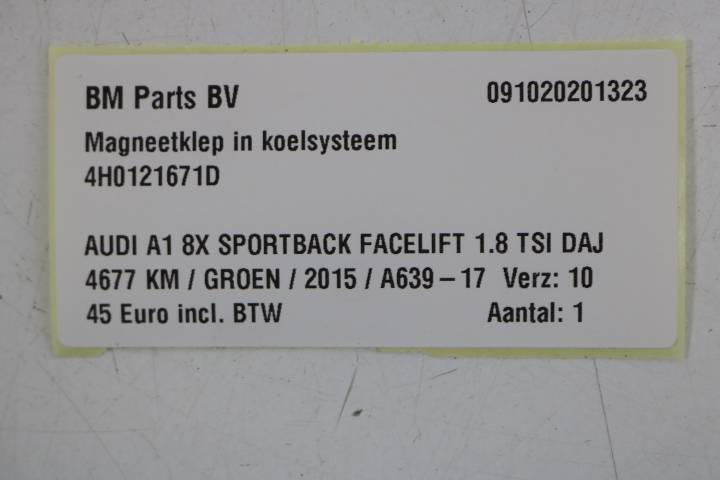 BM Parts BV 091020201323
Magneetklep in koelsysteem
4H0121671D
AUDI A1 8X SPORTBACK FACELIFT 1.8 TSI DAJ
4677 KM / GROEN / 2015 / A639-17 Verz: 10
45 Euro incl. BTW Aantal: 1